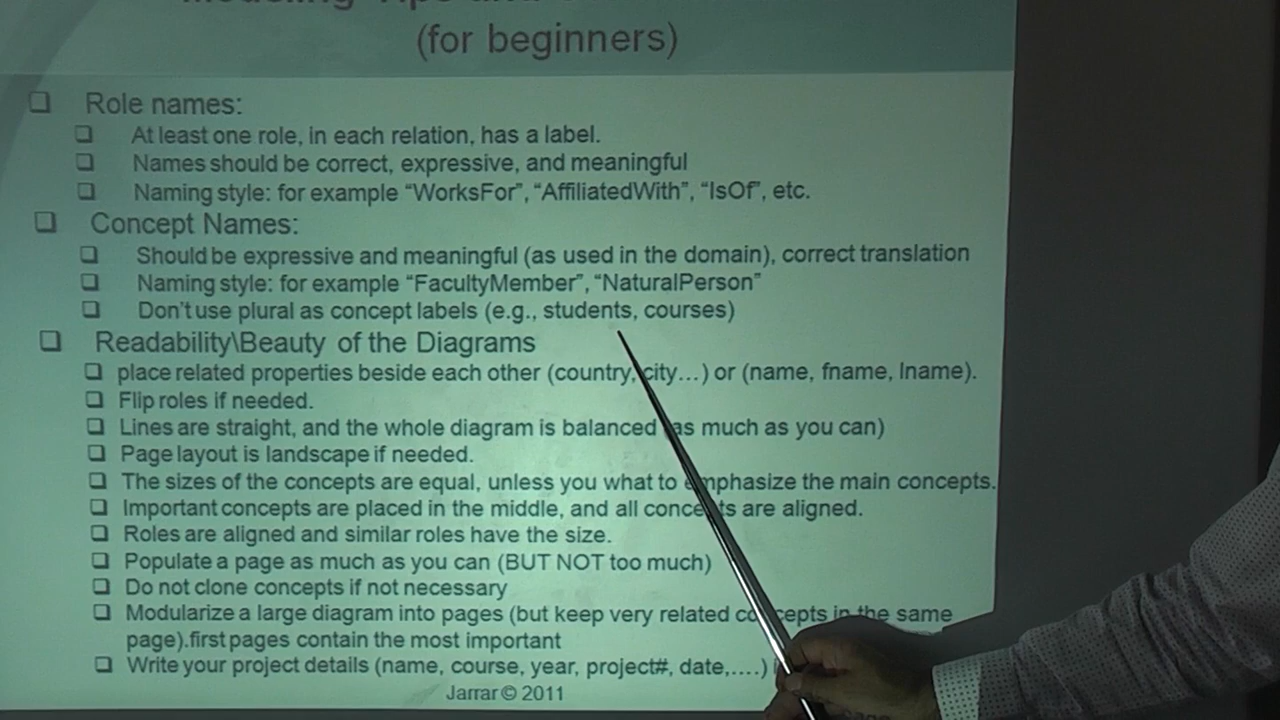 (for beginners)
Role names:
At least one role, in each relation, has a label.
Names should be correct, expressive, and meaningful
Naming style: for example “WorksFor”, “AffiliatedWith”, “IsOf”, etc.
Concept Names:
Should be expressive and meaningful (as used in the domain), correct translation
Naming style: for example “FacultyMember”, “NaturalPerson”
Don’t use plural as concept labels (e.g., students, courses)
Readability\Beauty of the Diagrams
place related properties beside each other (country, city…) or (name, fname, lname).
Flip roles if needed.
Lines are straight, and the whole diagram is balanced (as much as you can)
Page layout is landscape if needed.
The sizes of the concepts are equal, unless you what to emphasize the main concepts.
Important concepts are placed in the middle, and all concepts are aligned.
Roles are aligned and similar roles have the size.
Populate a page as much as you can (BUT NOT too much)
Do not clone concepts if not necessary
Modularize a large diagram into pages (but keep very related concepts in the same
page).first pages contain the most important
Write your project details (name, course, year, project#, date,.....)
Jarrar © 2011